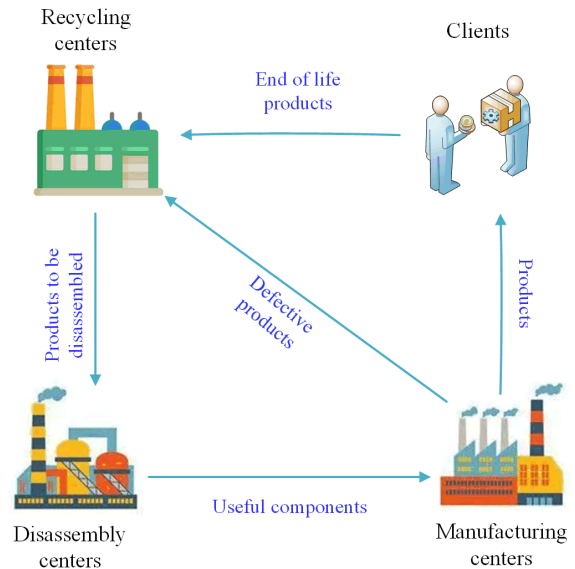 Recycling
centers
Clients
End of life
products
Products to be
disassembled
Defective
products
Products
Useful components
Disassembly
centers
Manufacturing
centers